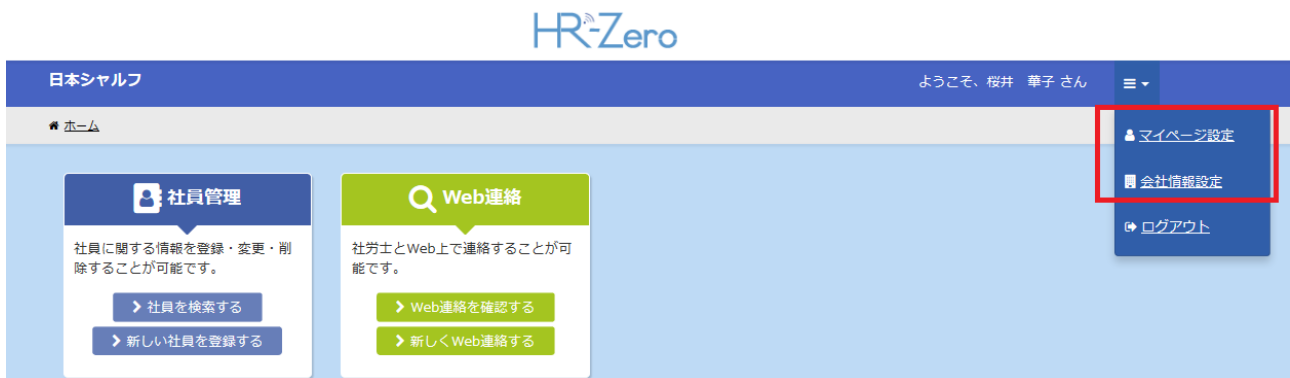 HR-Zero
日本シャルフ
ようこそ、桜井　華子 さん
ホーム
マイページ設定
会社情報設定
ログアウト
社員管理
社員に関する情報を登録・変更・削
除することが可能です。
社員を検索する
新しい社員を登録する
Web連絡
社労士とWeb上で連絡することが可
能です。
Web連絡を確認する
新しくWeb連絡する